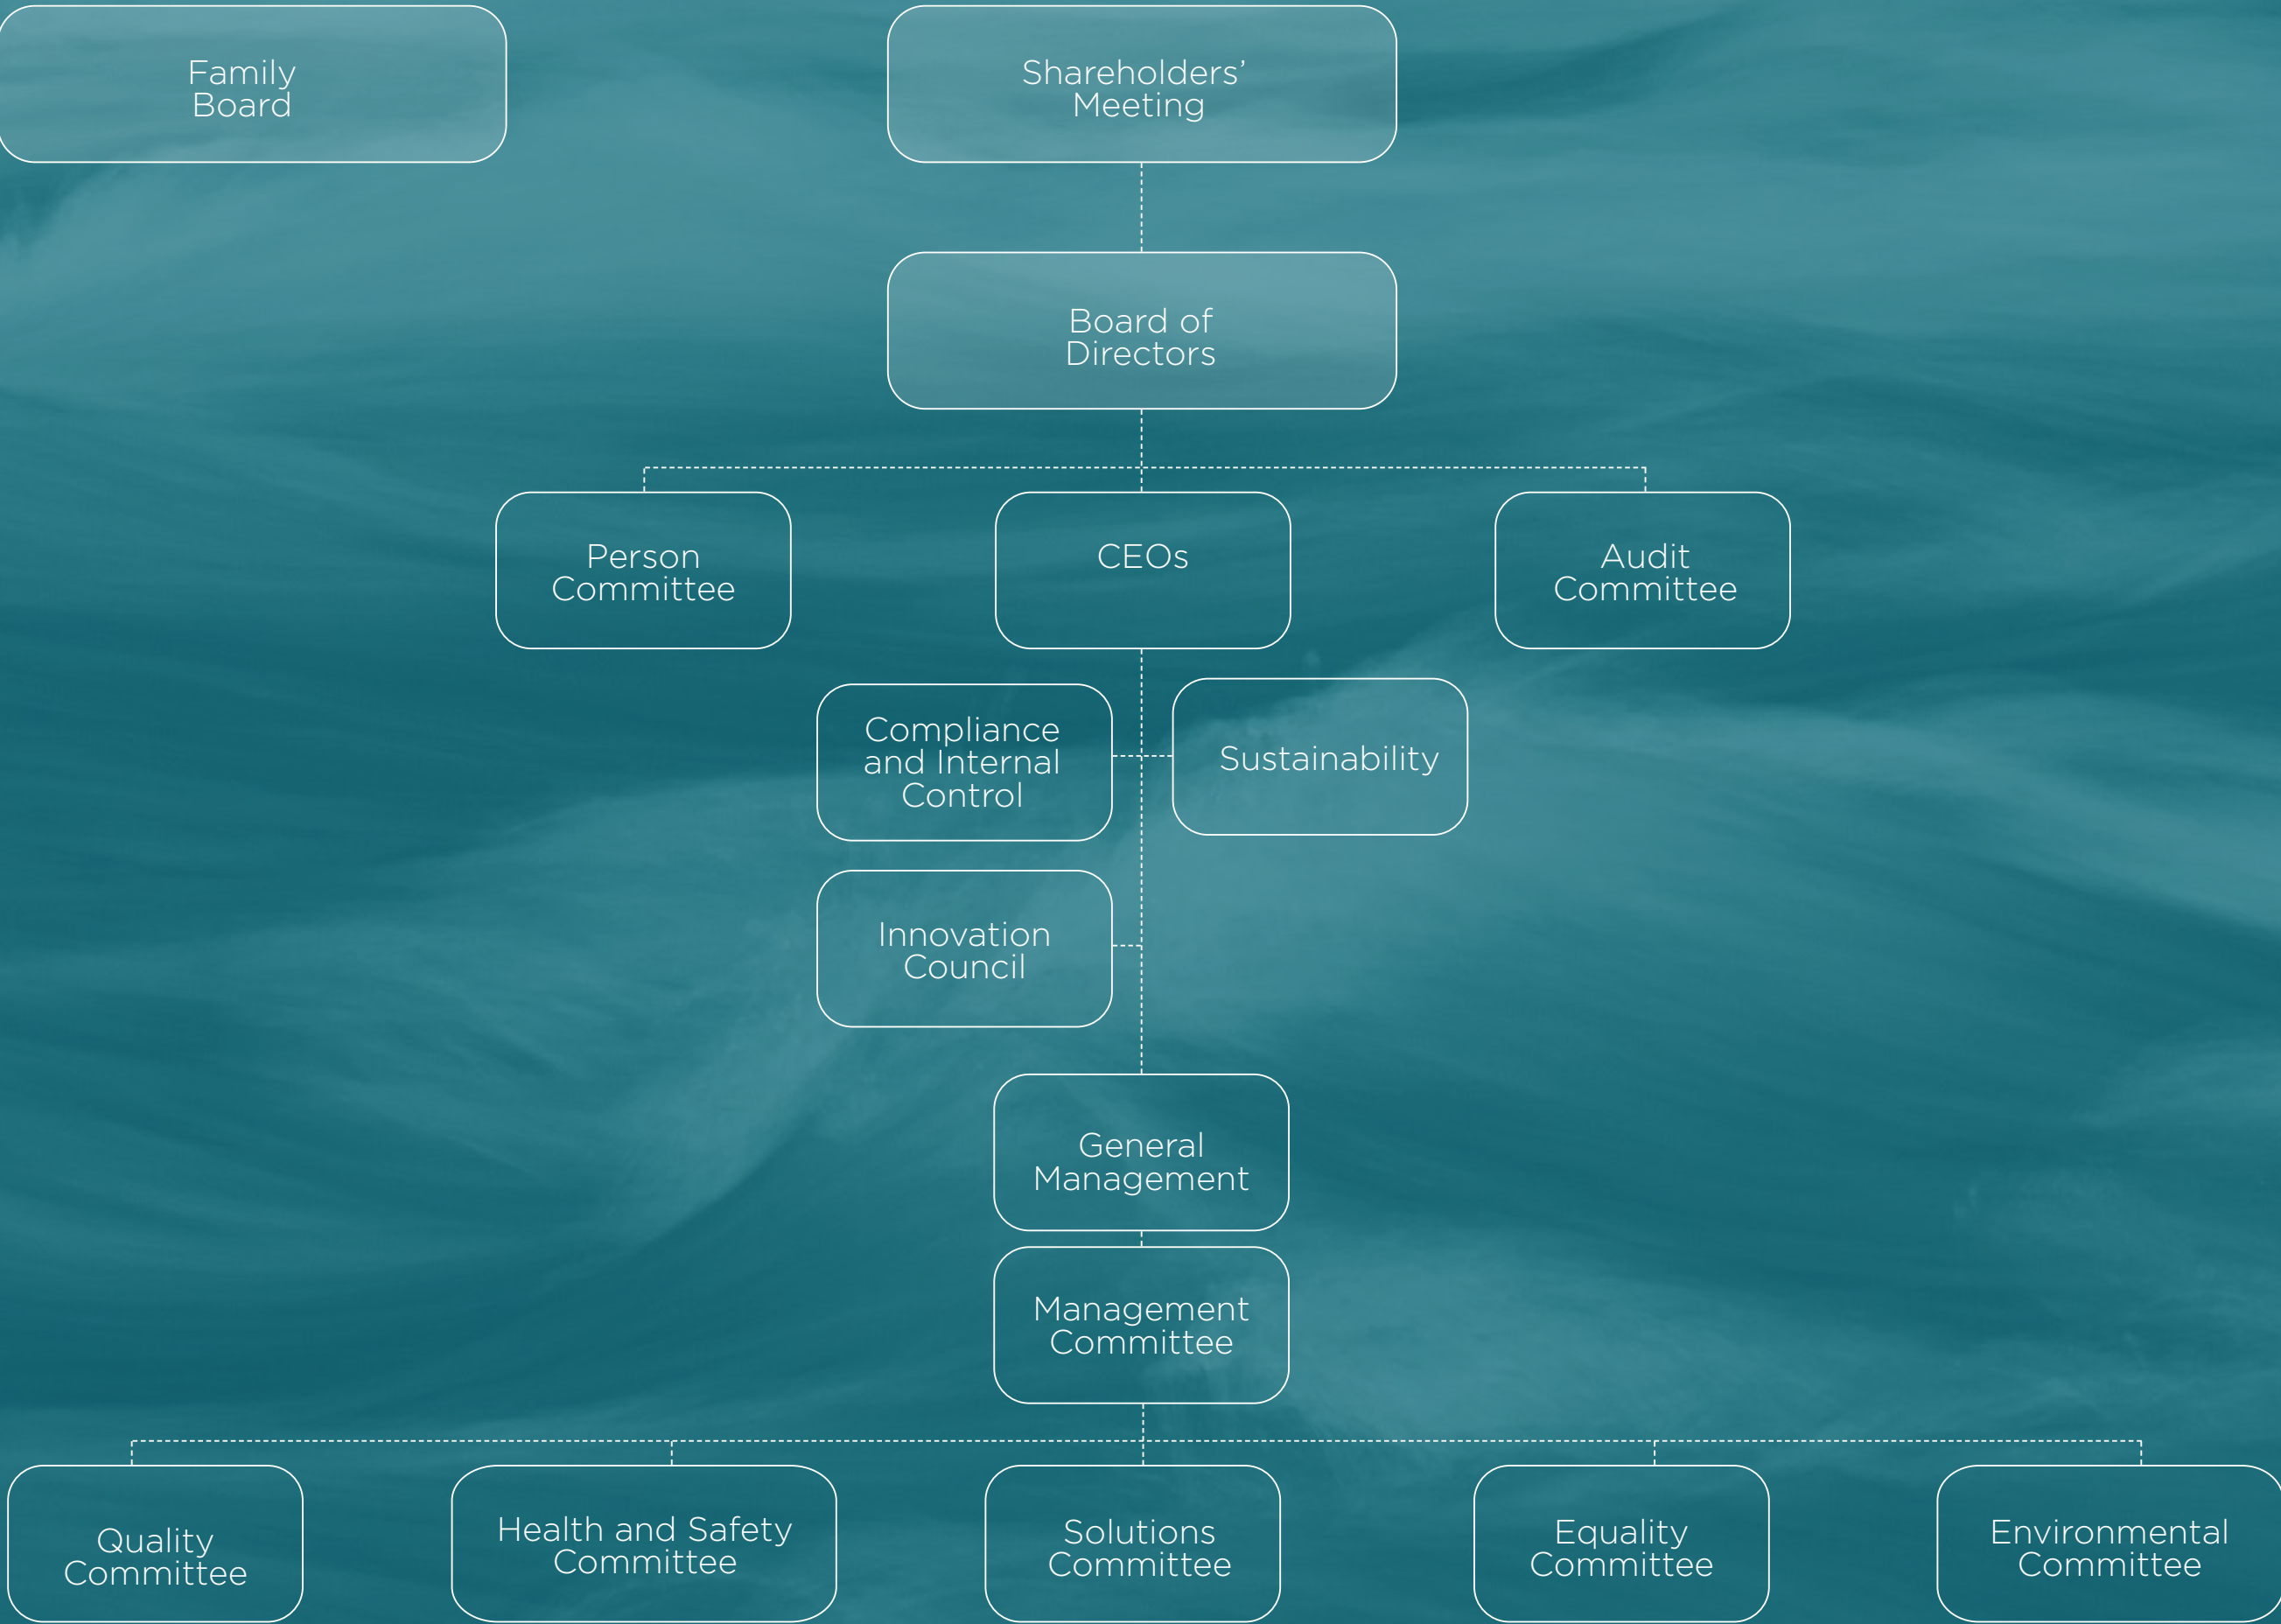 Family
Board
Shareholders’
Meeting
Board of
Directors
Person
Committee
CEOs
Audit
Committee
Compliance
and Internal
Control
Sustainability
Innovation
Council
General
Management
Management
Committee
Quality
Committee
Health and Safety
Committee
Solutions
Committee
Equality
Committee
Environmental
Committee